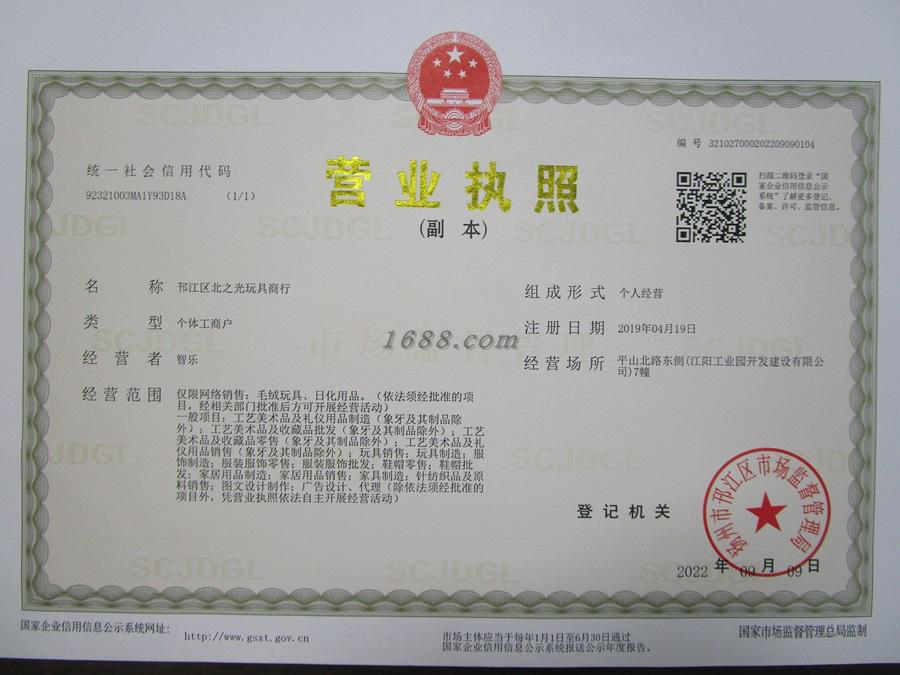 编 号 321027000202209090104
统一社会信用代码
92321003MA1Y93D18A (1/1)
营业执照
(副 本)
扫描二维码登录“国
家企业信用信息公示
系统”了解更多登记、
备案、许可、监管信息。
名 称 邗江区北之光玩具商行
类 型 个体工商户
经营者 智乐
经营范围 仅限网络销售：毛绒玩具、日化用品。（依法须经批准的项
目，经相关部门批准后方可开展经营活动）
一般项目：工艺美术品及礼仪用品制造（象牙及其制品除
外）；工艺美术品及收藏品批发（象牙及其制品除外）；工艺
美术品及收藏品零售（象牙及其制品除外）；工艺美术品及礼
仪用品销售（象牙及其制品除外）；玩具销售；玩具制造；服
饰制造；服装服饰零售；服装服饰批发；鞋帽零售；鞋帽批
发；家居用品制造；家居用品销售；家具制造；针纺织品及原
料销售；图文设计制作；广告设计、代理（除依法须经批准的
项目外，凭营业执照依法自主开展经营活动）
组成形式 个人经营
注册日期 2019年04月19日
经营场所 平山北路东侧(江阳工业园开发建设有限公
司)7幢
1688.com
市场监督管理
SCJDGL
登记机关
扬州市邗江区市场监督管理局
2022 年 09 月 09 日
国家企业信用信息公示系统网址： http://www.gsxt.gov.cn
市场主体应当于每年1月1日至6月30日通过
国家企业信用信息公示系统报送公示年度报告。
国家市场监督管理总局监制